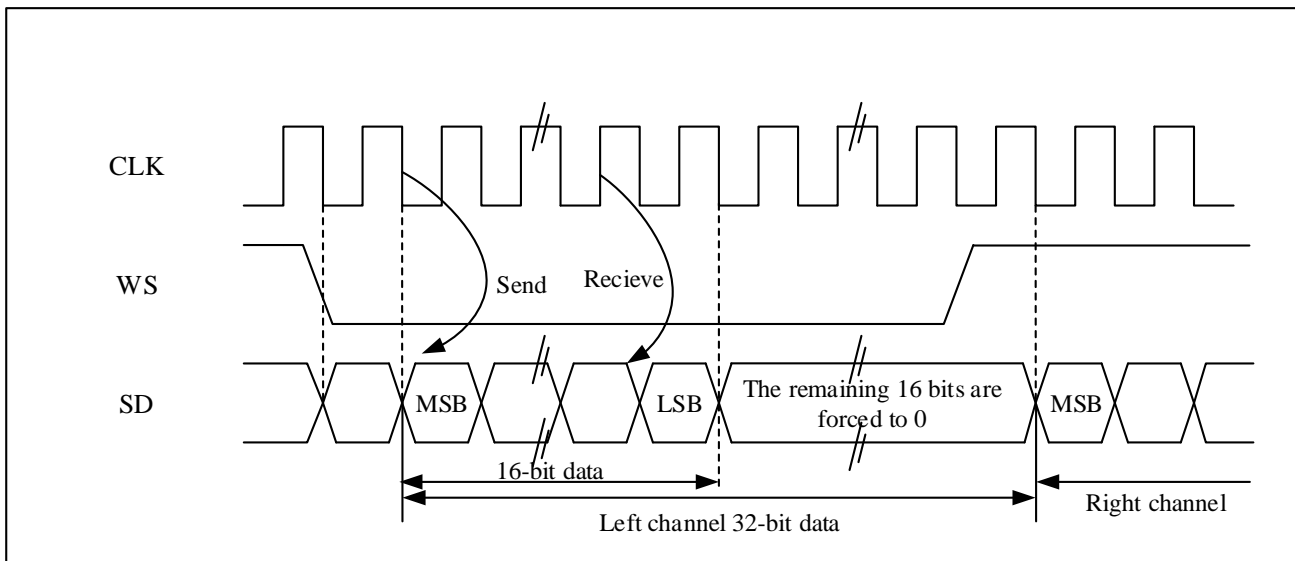 CLK
WS
Send
Recieve
SD
MSB
LSB
The remaining 16 bits are
forced to 0
MSB
16-bit data
Right channel
Left channel 32-bit data